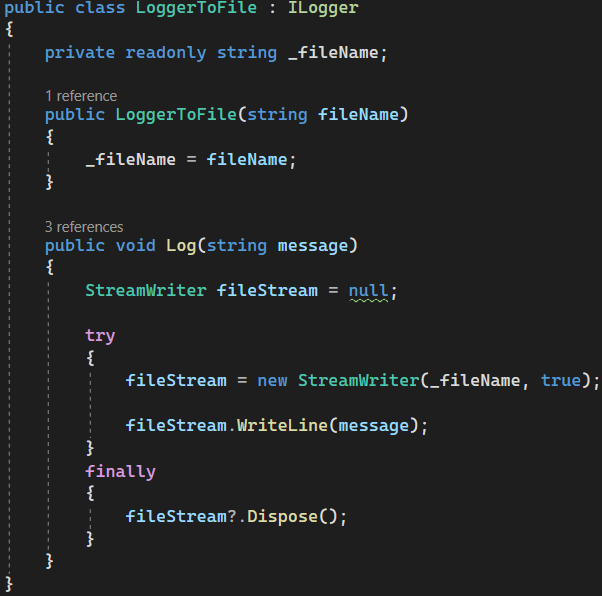 public class LoggerToFile : ILogger
{
private readonly string _fileName;
1 reference
public LoggerToFile(string fileName)
{
_fileName = fileName;
}
3 references
public void Log(string message)
{
StreamWriter fileStream = null;
try
{
fileStream = new StreamWriter(_fileName, true);
fileStream.WriteLine(message);
}
finally
{
fileStream?.Dispose();
}
}
}